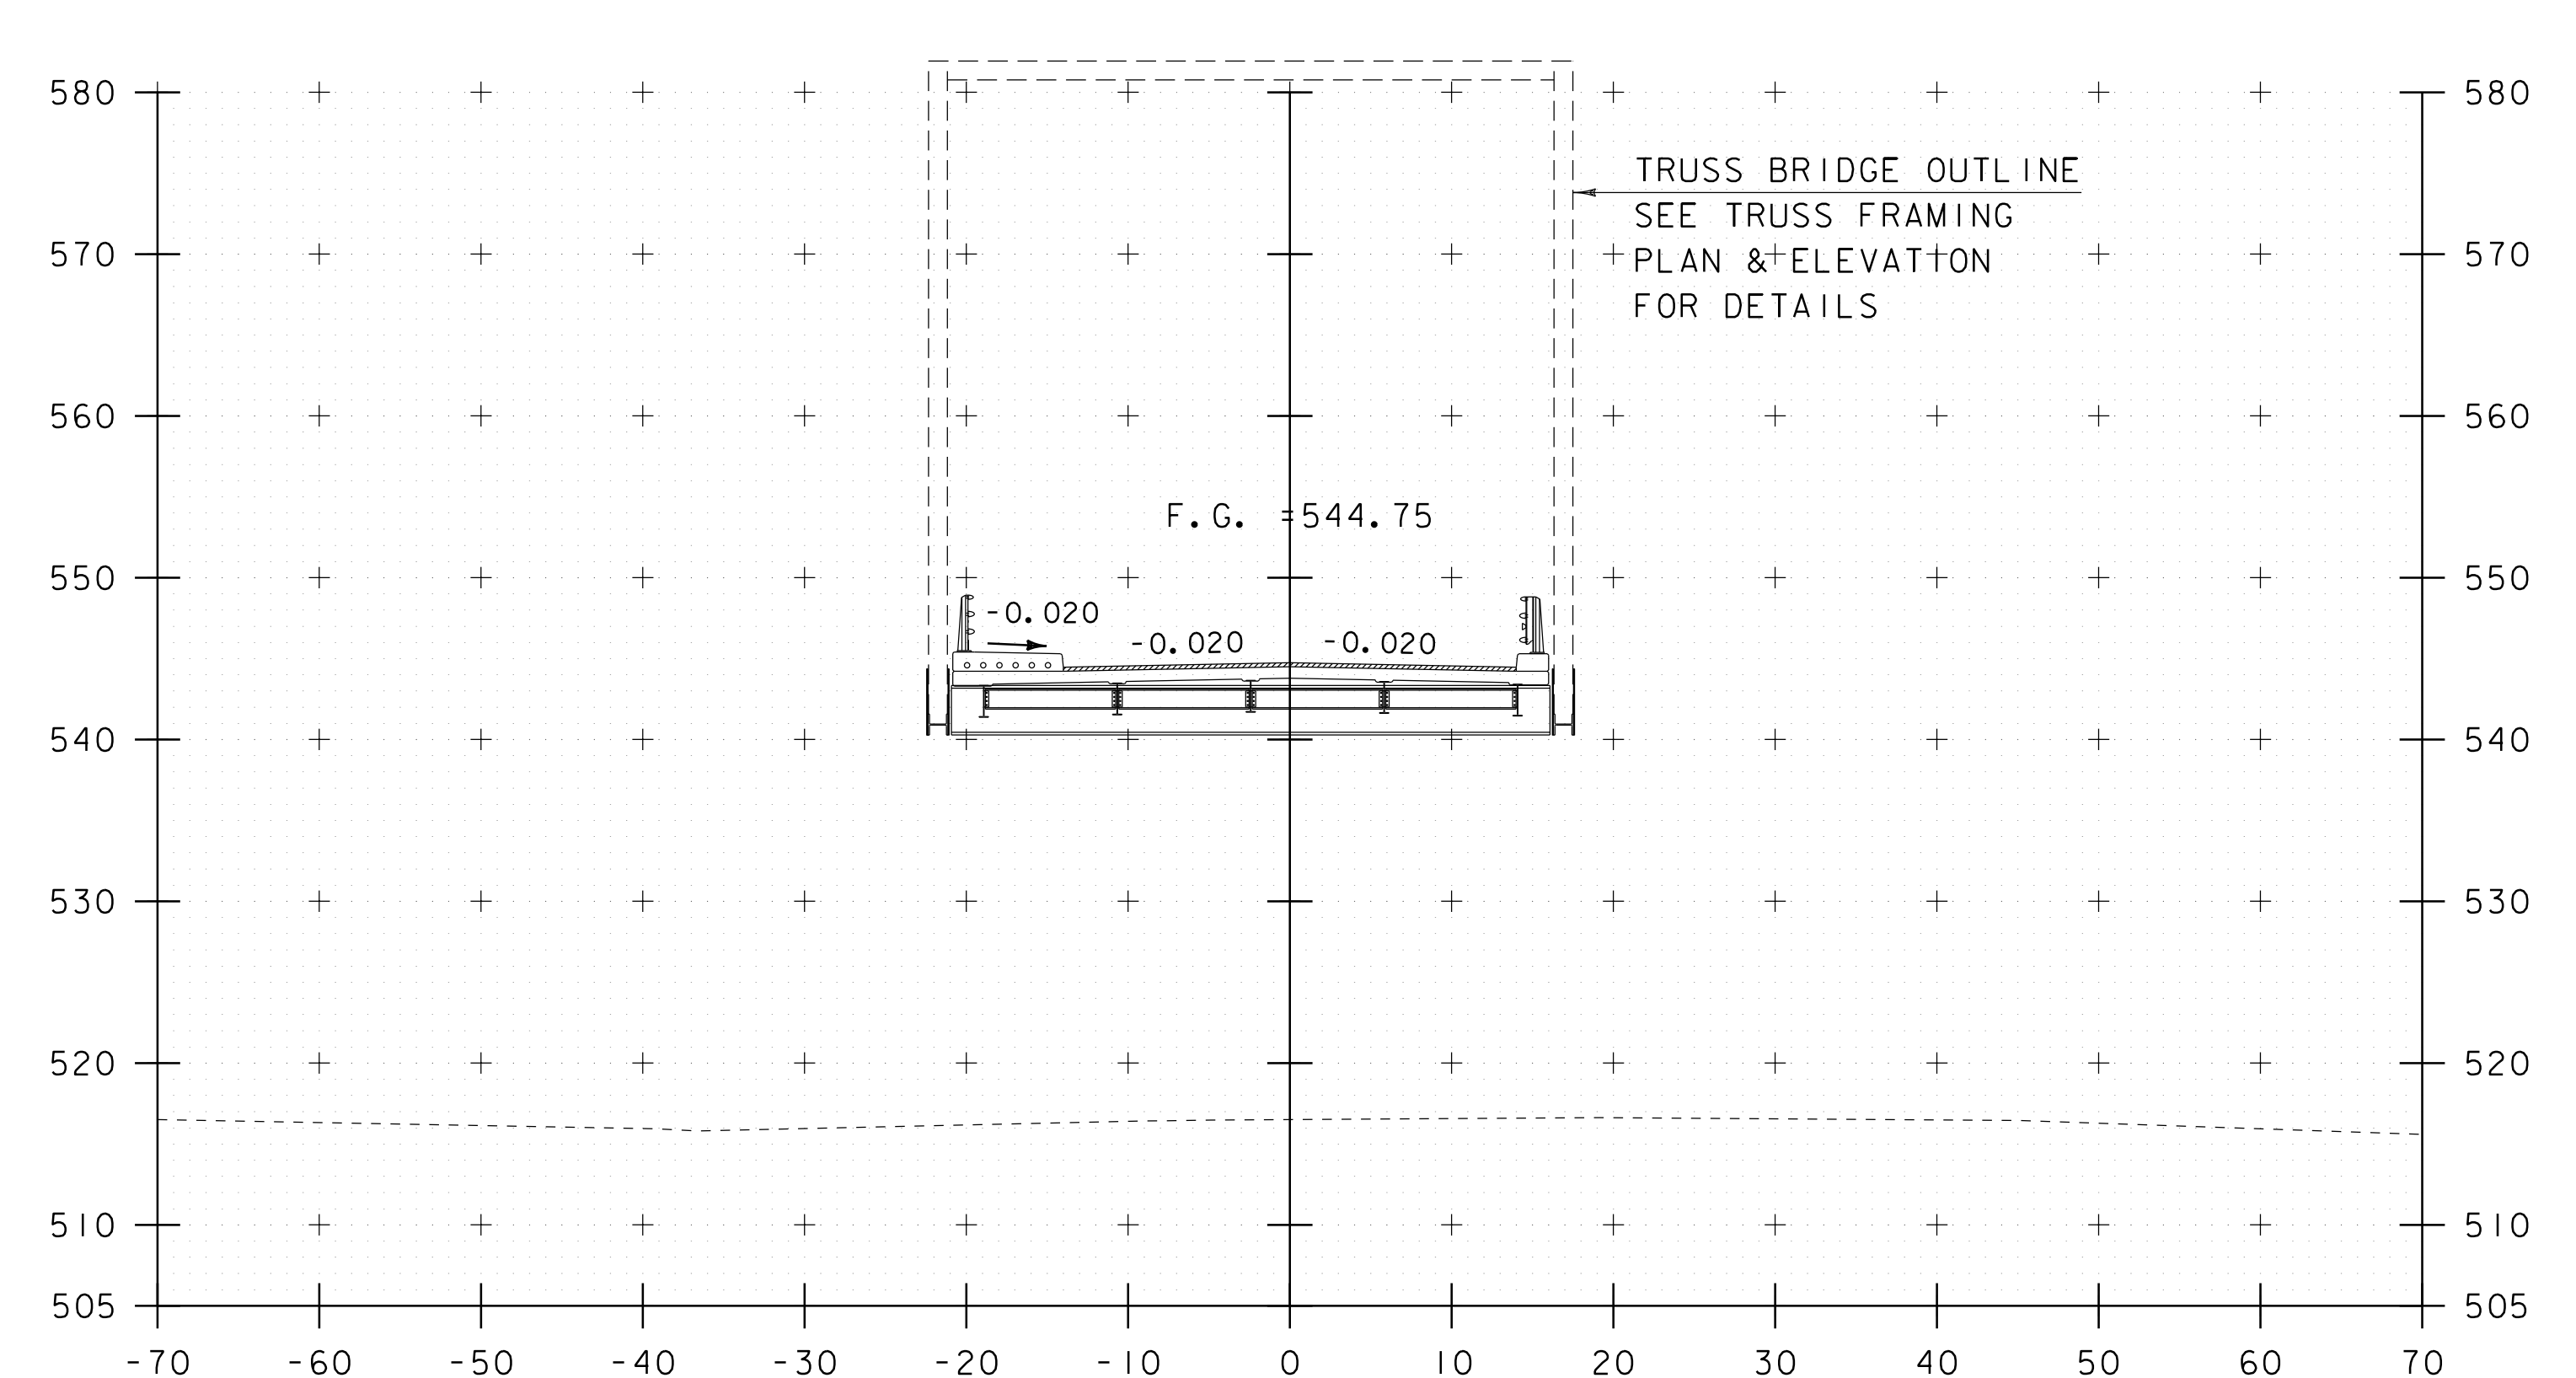 580 580
TRUSS BRIDGE OUTLINE
SEE TRUSS FRAMING
570 PLAN & ELEVATION 570
FOR DETAILS
560 560
F.G. =544.75
550 550
-0.020
-0.020 -0.020
540 540
530 530
520 520
510 510
505 505
-70 -60 -50 -40 -30 -20 -10 0 10 20 30 40 50 60 70